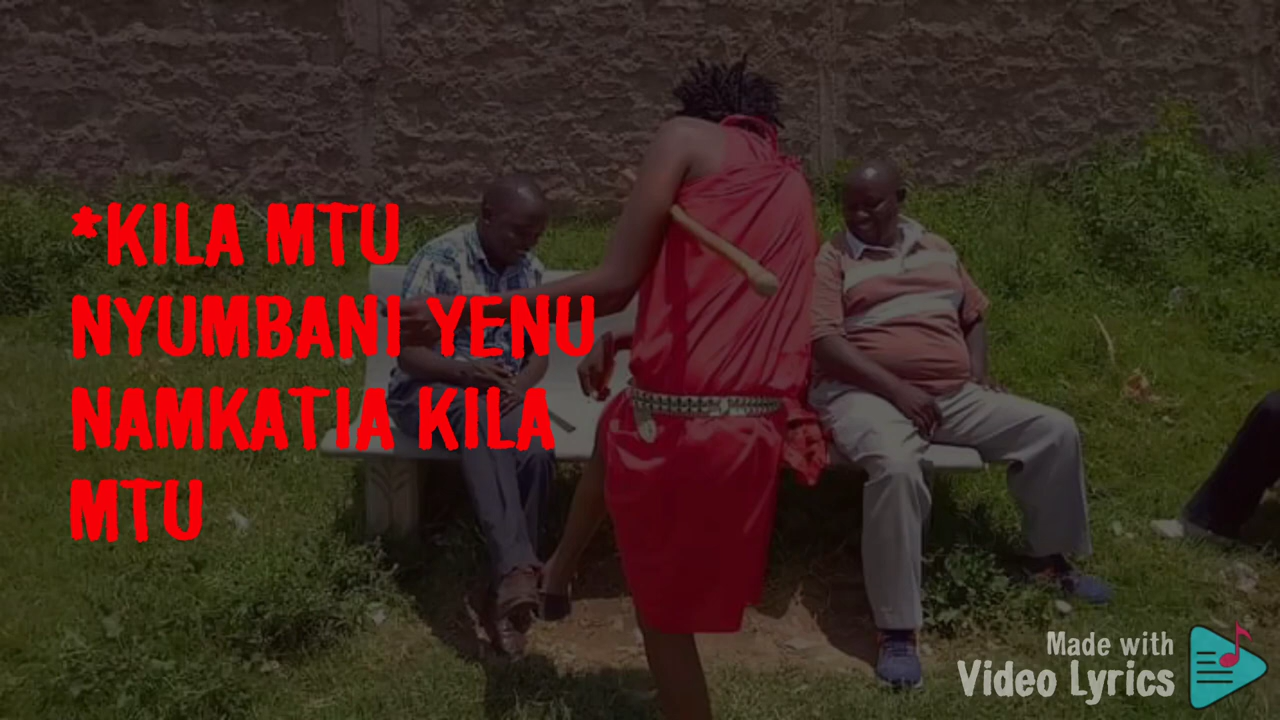 *KILA MTU
NYUMBANI YENU
NAMKATIA KILA
MTU
Made with
Video Lyrics